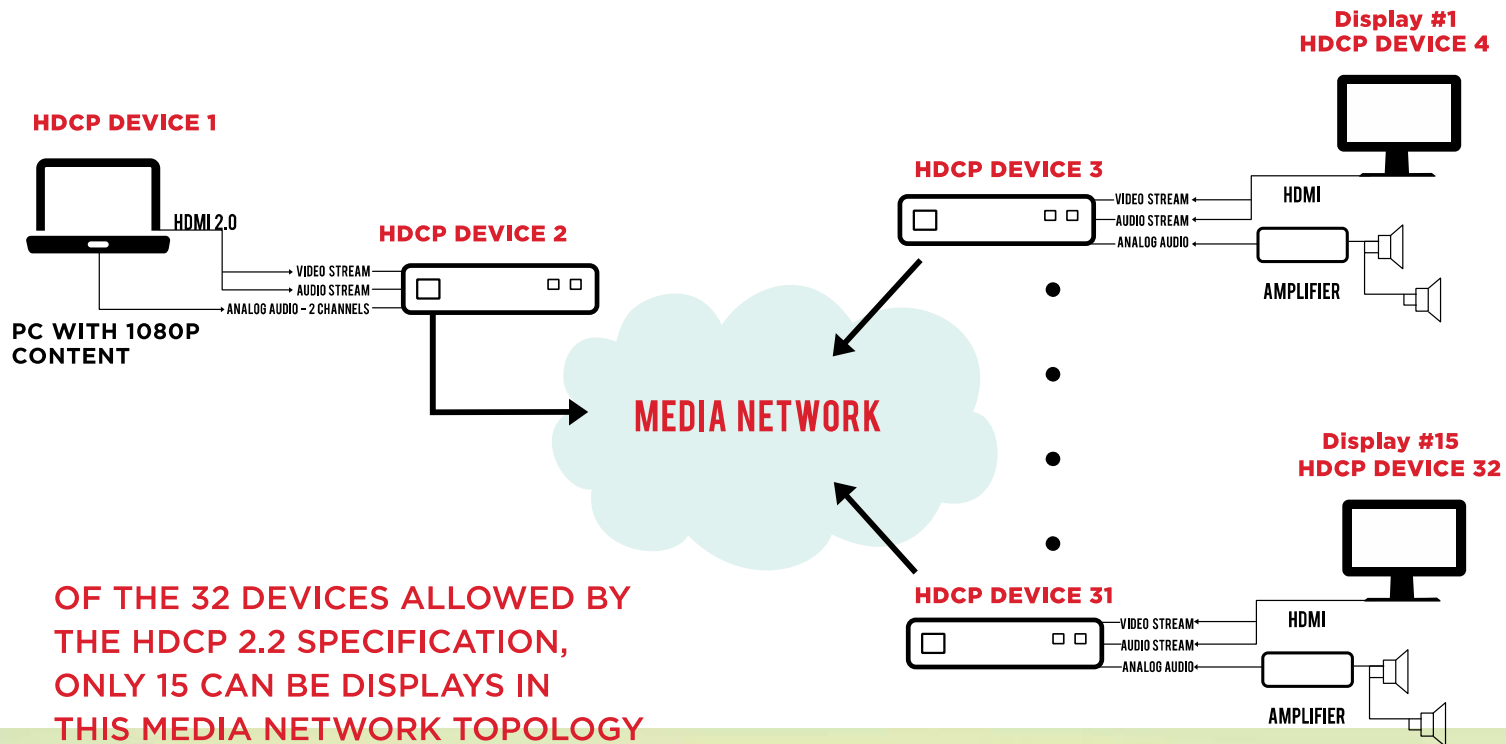 HDCP DEVICE 1
HDMI 2.0
PC WITH 1080P
CONTENT
HDCP DEVICE 2
VIDEO STREAM
AUDIO STREAM
ANALOG AUDIO – 2 CHANNELS
MEDIA NETWORK
Display #1
HDCP DEVICE 4
HDCP DEVICE 3
VIDEO STREAM
AUDIO STREAM
ANALOG AUDIO
HDMI
AMPLIFIER
Display #15
HDCP DEVICE 32
HDCP DEVICE 31
VIDEO STREAM
AUDIO STREAM
ANALOG AUDIO
HDMI
AMPLIFIER
OF THE 32 DEVICES ALLOWED BY
THE HDCP 2.2 SPECIFICATION,
ONLY 15 CAN BE DISPLAYS IN
THIS MEDIA NETWORK TOPOLOGY